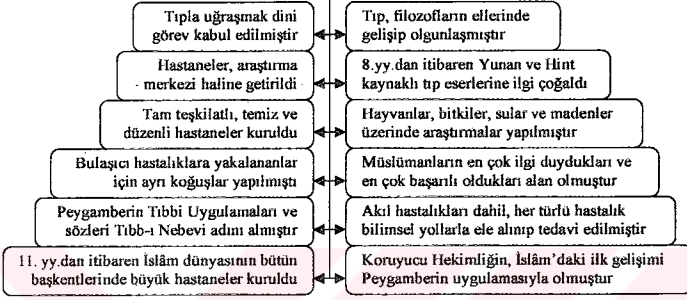 Tıpla uğraşmak dini
görev kabul edilmiştir
Tıp, filozofların ellerinde
gelişip olgunlaşmıştır
Hastaneler, araştırma
merkezi haline getirildi
8.yy.dan itibaren Yunan ve Hint
kaynaklı tıp eserlerine ilgi çoğaldı
Tam teşkilatlı, temiz ve
düzenli hastaneler kuruldu
Hayvanlar, bitkiler, sular ve madenler
üzerinde araştırmalar yapılmıştır
Bulaşıcı hastalıklara yakalananlar
için ayrı koğuşlar yapılmıştı
Müslümanların en çok ilgi duydukları ve
en çok başarılı oldukları alan olmuştur
Peygamberin Tıbbi Uygulamaları ve
sözleri Tıbb-ı Nebevi adını almıştır
Akıl hastalıkları dahil, her türlü hastalık
bilimsel yollarla ele alınıp tedavi edilmiştir
11. yy.dan itibaren İslâm dünyasının bütün
başkentlerinde büyük hastaneler kuruldu
Koruyucu Hekimliğin, İslâm'daki ilk gelişimi
Peygamberin uygulamasıyla olmuştur